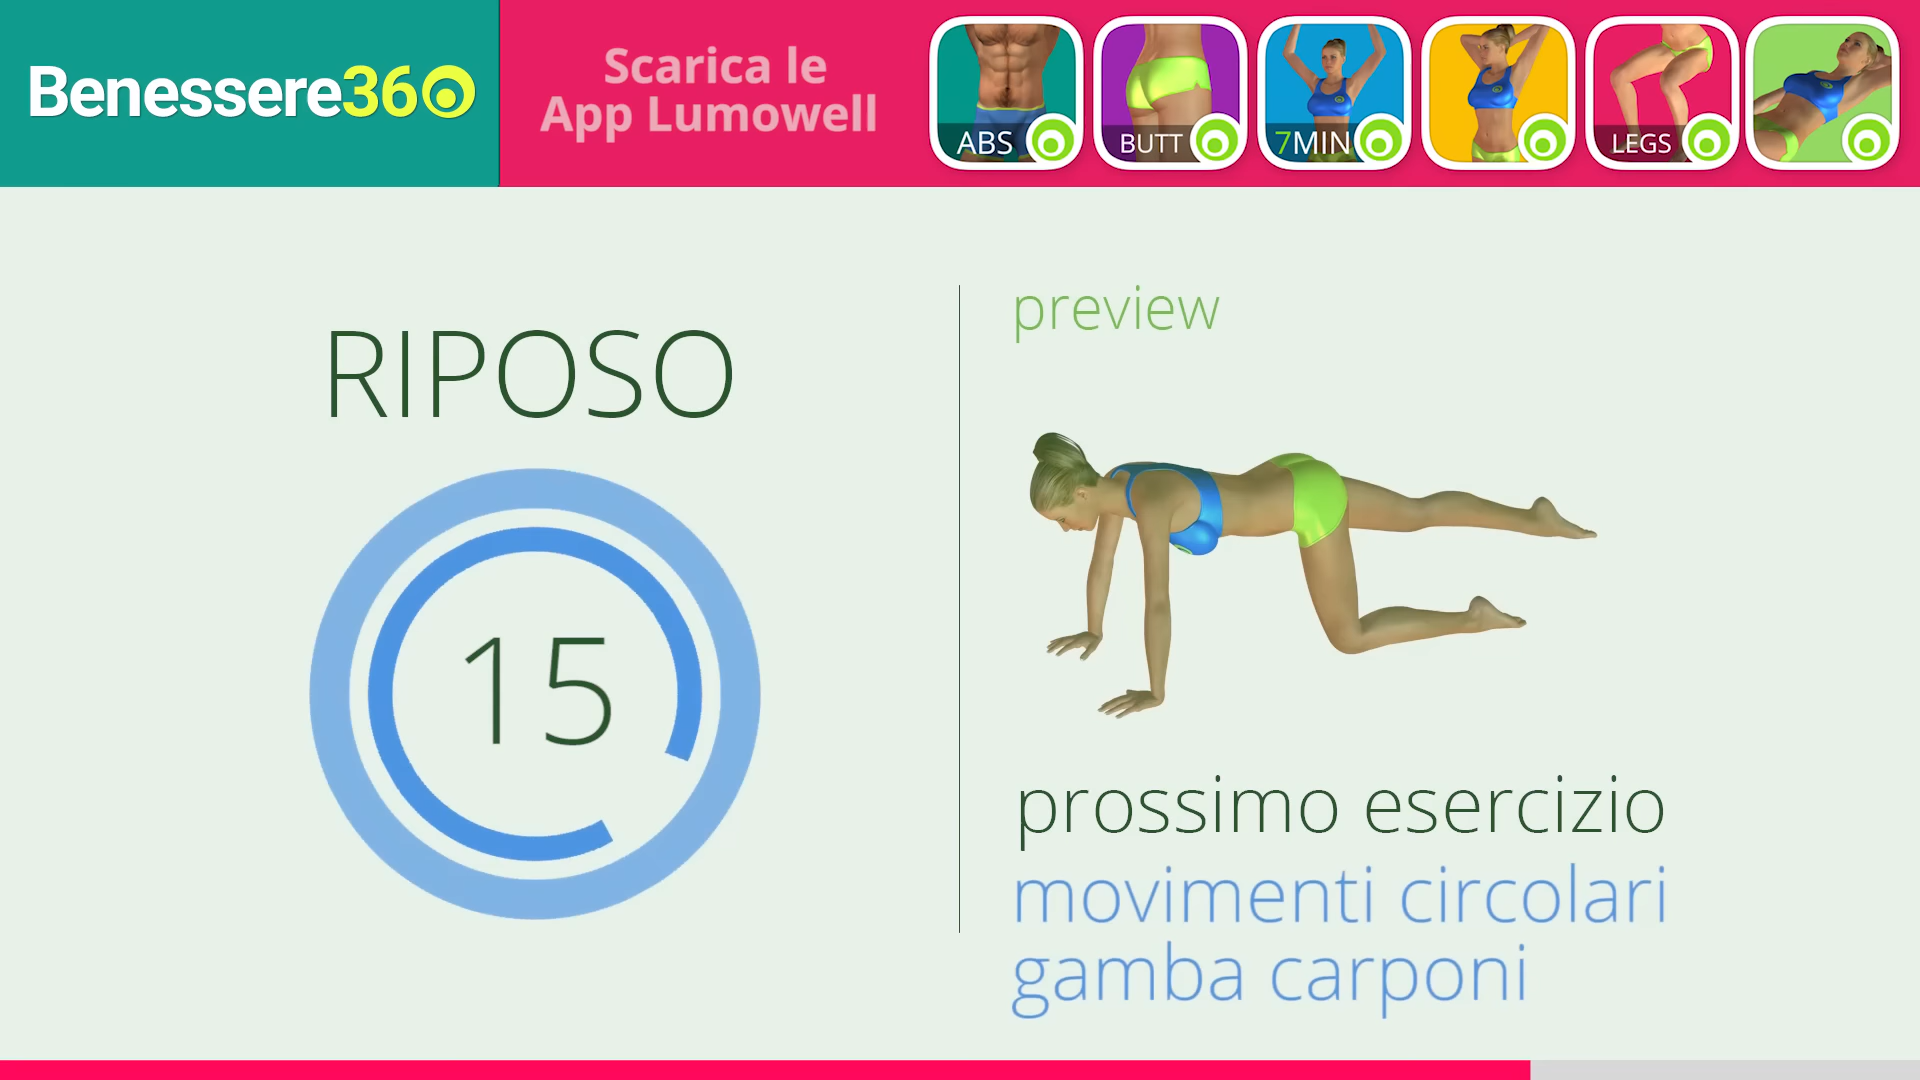 Benessere360
Scarica le
App Lumowell
ABS
BUTT
7MIN
LEGS
RIPOSO
15
preview
prossimo esercizio
movimenti circolari
gamba carponi